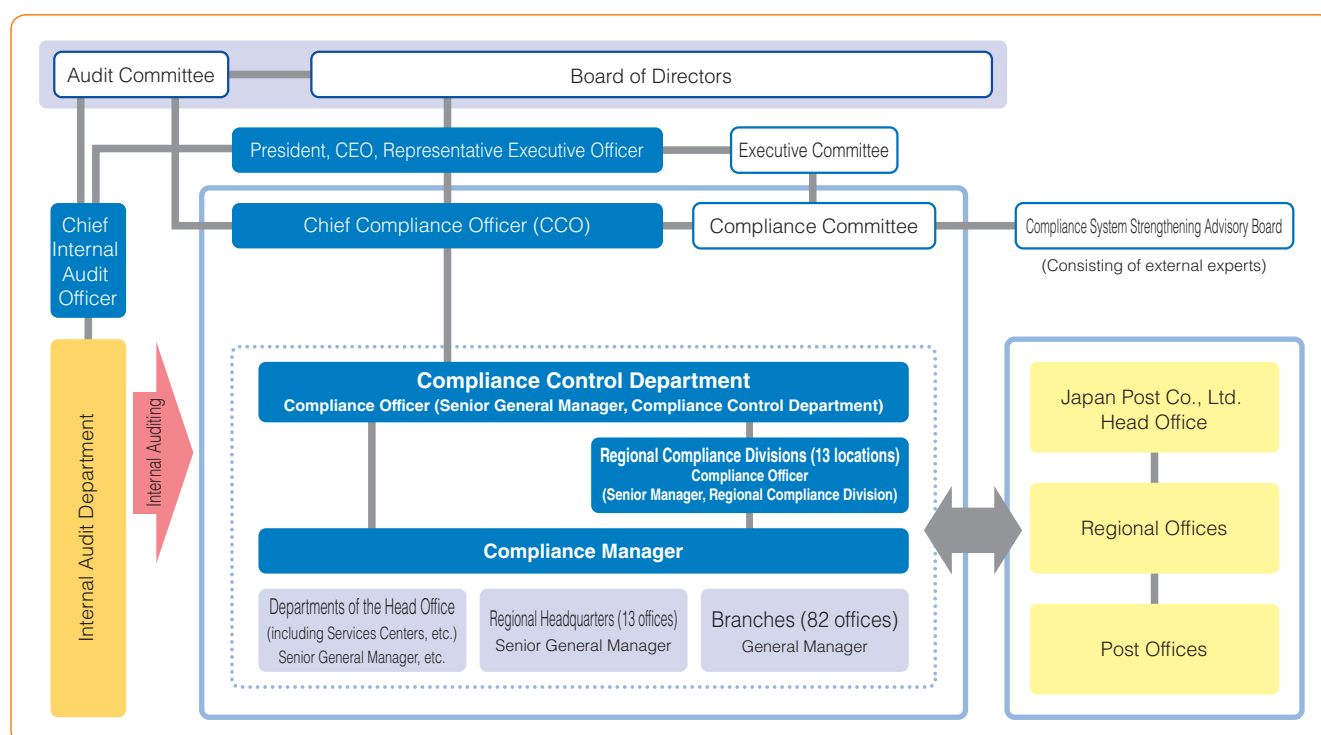 Audit Committee
Board of Directors
President, CEO, Representative Executive Officer
Executive Committee
Chief
Internal
Audit
Officer
Chief Compliance Officer (CCO)
Compliance Committee
Compliance System Strengthening Advisory Board
(Consisting of external experts)
Internal Audit Department
Internal Auditing
Compliance Control Department
Compliance Officer (Senior General Manager, Compliance Control Department)
Regional Compliance Divisions (13 locations)
Compliance Officer
(Senior Manager, Regional Compliance Division)
Compliance Manager
Departments of the Head Office
(including Services Centers, etc.)
Senior General Manager, etc.
Regional Headquarters (13 offices)
Senior General Manager
Branches (82 offices)
General Manager
Japan Post Co., Ltd.
Head Office
Regional Offices
Post Offices